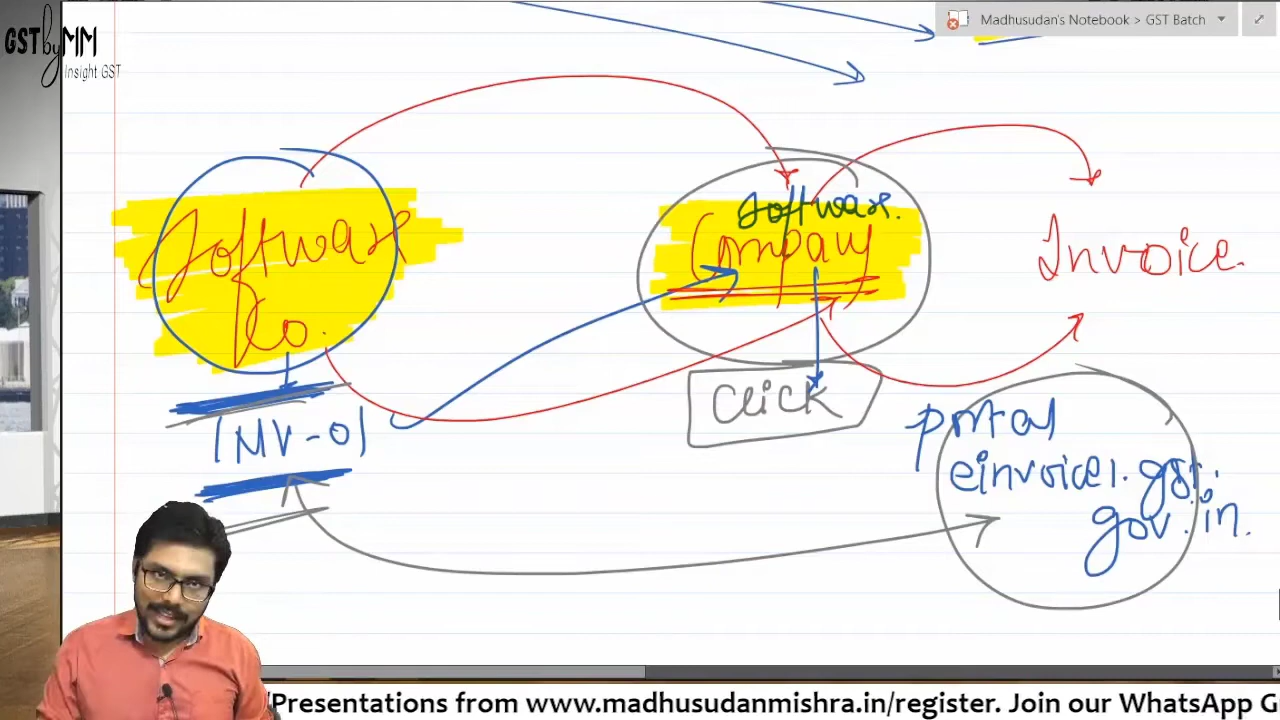 GST by MM
Insight GST
Madhusudan's Notebook > GST Batch
Software
Co.
Software.
Company
Invoice.
Click
INV-01
portal
einvoice1.gst.
gov.in.
/Presentations from www.madhusudanmishra.in/register. Join our WhatsApp G